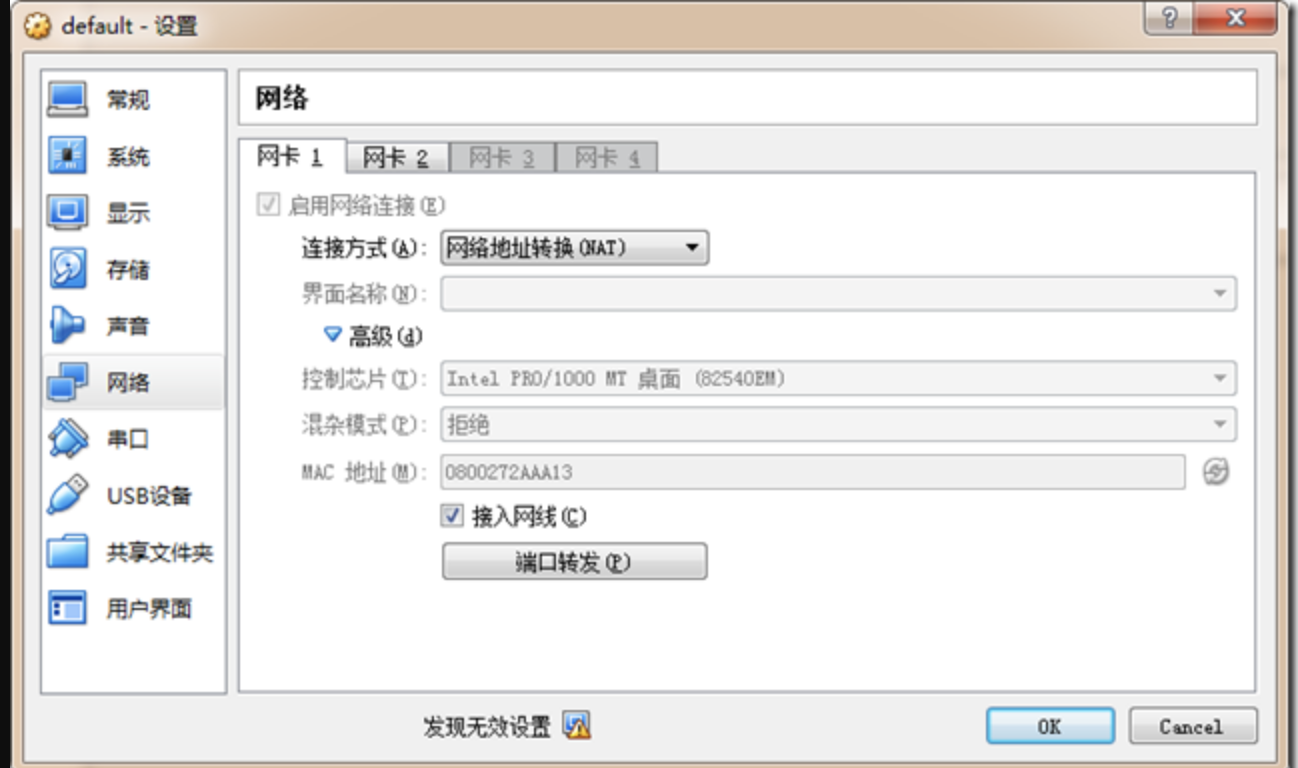 default - 设置
常规
系统
显示
存储
声音
网络
串口
USB设备
共享文件夹
用户界面
网络
网卡 1 网卡 2 网卡 3 网卡 4
启用网络连接(E)
连接方式(A): 网络地址转换(NAT)
界面名称(N):
高级(d)
控制芯片(T): Intel PRO/1000 MT 桌面 (82540EM)
混杂模式(P): 拒绝
MAC 地址(M): 0800272AAA13
接入网线(C)
端口转发(P)
发现无效设置
OK Cancel